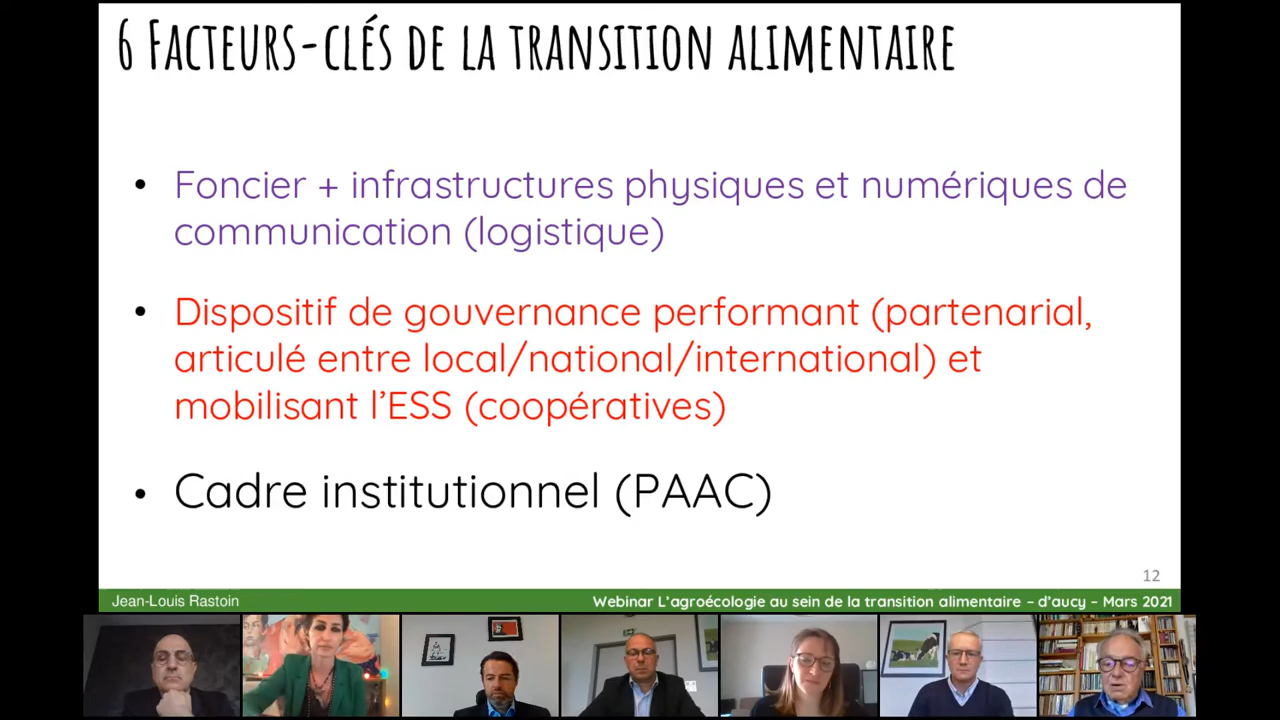 6 Facteurs-clés de la transition alimentaire
• Foncier + infrastructures physiques et numériques de
communication (logistique)
• Dispositif de gouvernance performant (partenarial,
articulé entre local/national/international) et
mobilisant l'ESS (coopératives)
• Cadre institutionnel (PAAC)
12
Jean-Louis Rastoin
Webinar L'agroécologie au sein de la transition alimentaire – d'aucy – Mars 2021